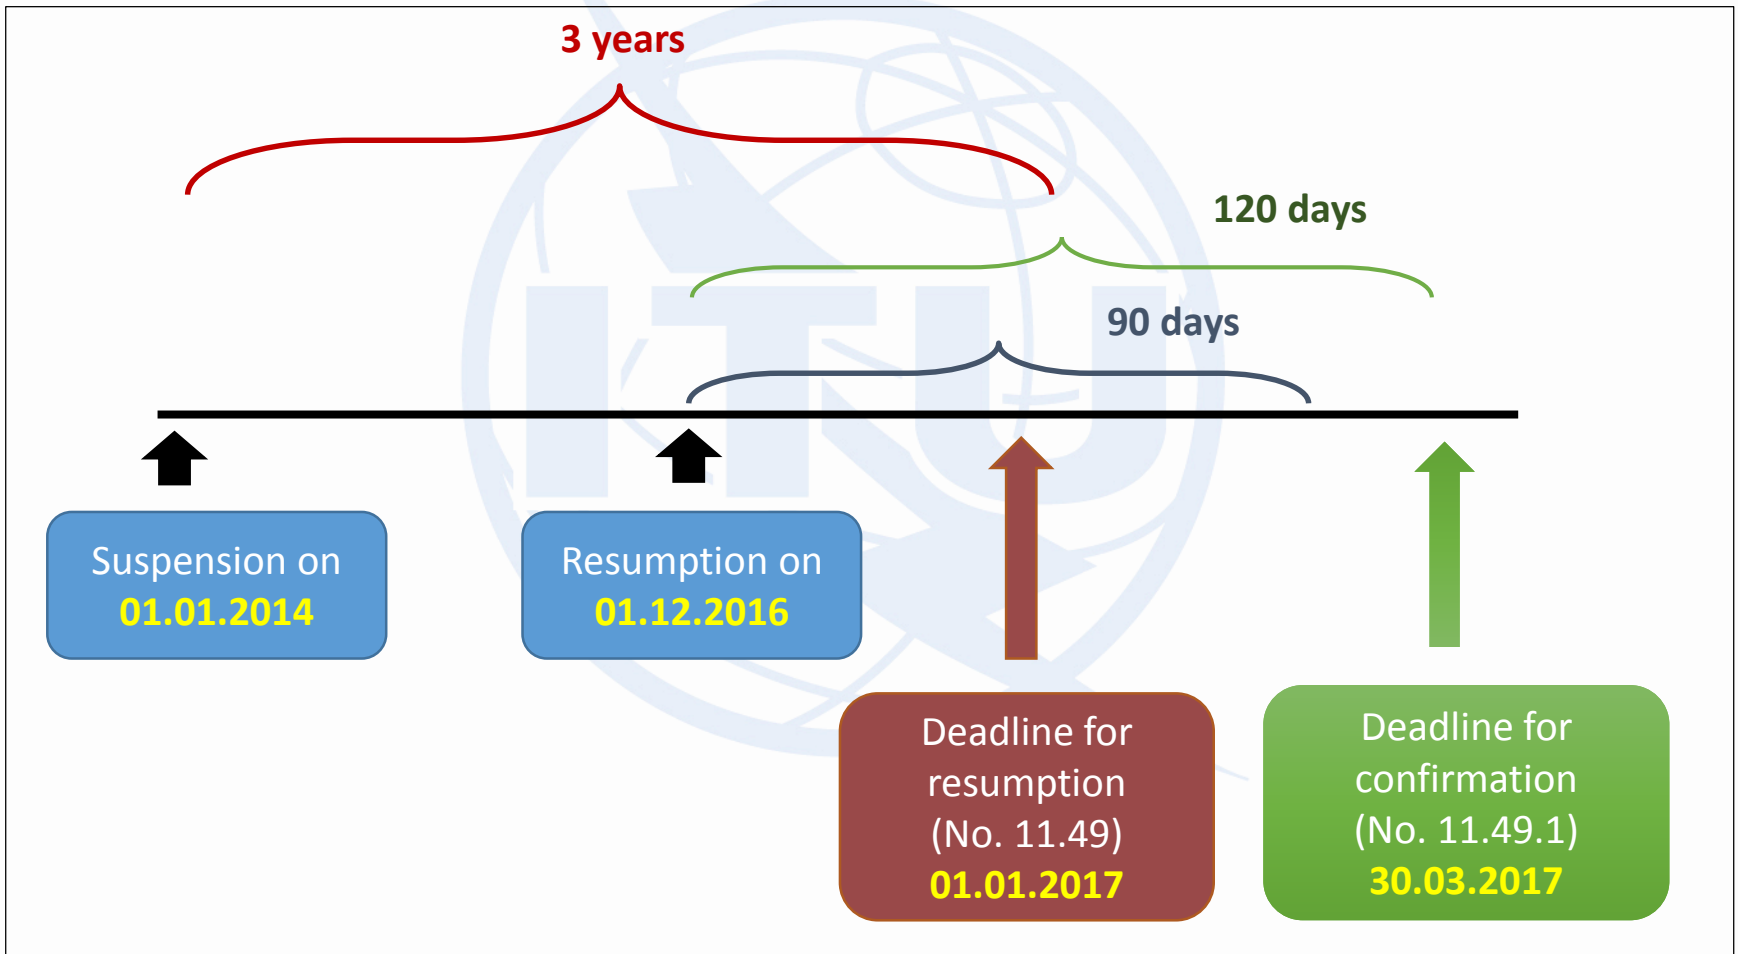 3 years
120 days
90 days
ITU
Suspension on
01.01.2014
Resumption on
01.12.2016
Deadline for
resumption
(No. 11.49)
01.01.2017
Deadline for
confirmation
(No. 11.49.1)
30.03.2017